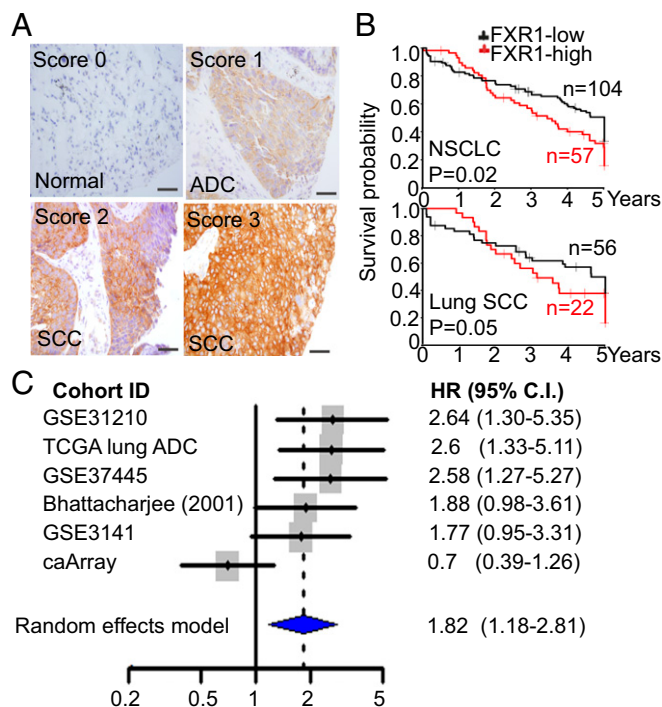 A
Score 0
Normal
Score 1
ADC
Score 2
SCC
Score 3
SCC
B
FXR1-low
FXR1-high
Survival probability
1.0
0.8
0.6
0.4
0.2
0
n=104
n=57
NSCLC
P=0.02
0 1 2 3 4 5 Years
1.0
0.8
0.6
0.4
0.2
0.0
n=56
n=22
Lung SCC
P=0.05
0 1 2 3 4 5 Years
C
Cohort ID HR (95% C.I.)
GSE31210 2.64 (1.30-5.35)
TCGA lung ADC 2.6 (1.33-5.11)
GSE37445 2.58 (1.27-5.27)
Bhattacharjee (2001) 1.88 (0.98-3.61)
GSE3141 1.77 (0.95-3.31)
caArray 0.7 (0.39-1.26)
Random effects model 1.82 (1.18-2.81)
0.2 0.5 1 2 5